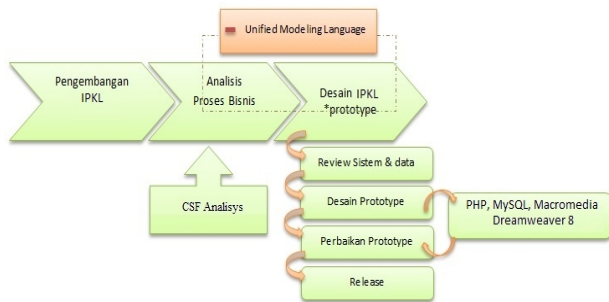 Unified Modeling Language
Pengembangan
IPKL
Analisis
Proses Bisnis
Desain IPKL
*prototype
CSF Analisys
Review Sistem & data
Desain Prototype
Perbaikan Prototype
Release
PHP, MySQL, Macromedia
Dreamweaver 8